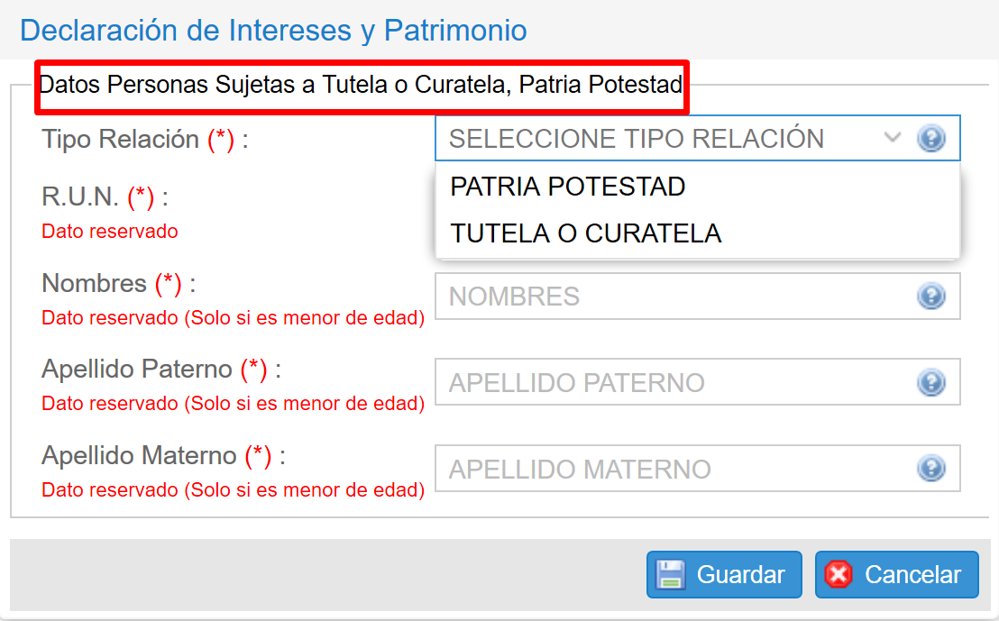 Declaración de Intereses y Patrimonio
Datos Personas Sujetas a Tutela o Curatela, Patria Potestad
Tipo Relación (*) :
SELECCIONE TIPO RELACIÓN
PATRIA POTESTAD
TUTELA O CURATELA
R.U.N. (*) :
Dato reservado
Nombres (*) :
NOMBRES
Dato reservado (Solo si es menor de edad)
Apellido Paterno (*) :
APELLIDO PATERNO
Dato reservado (Solo si es menor de edad)
Apellido Materno (*) :
APELLIDO MATERNO
Dato reservado (Solo si es menor de edad)
Guardar
Cancelar